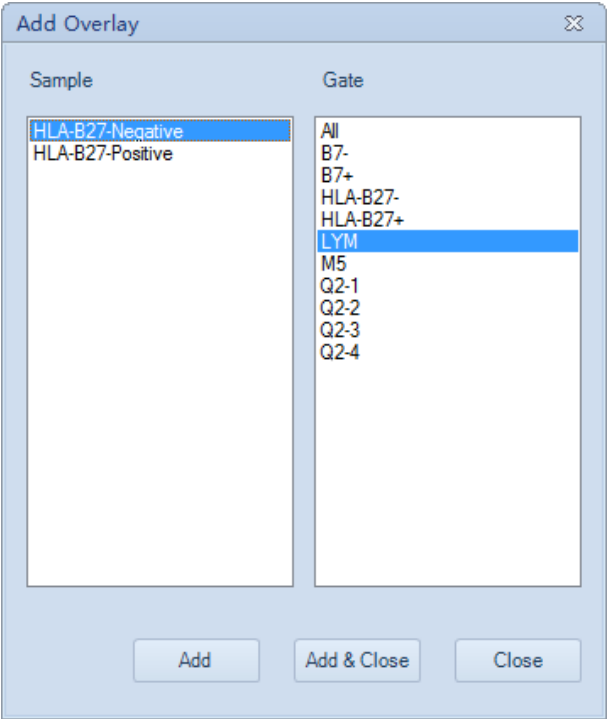 Add Overlay
Sample
Gate
HLA-B27-Negative
HLA-B27-Positive
All
B7-
B7+
HLA-B27-
HLA-B27+
LYM
M5
Q2-1
Q2-2
Q2-3
Q2-4
Add
Add & Close
Close